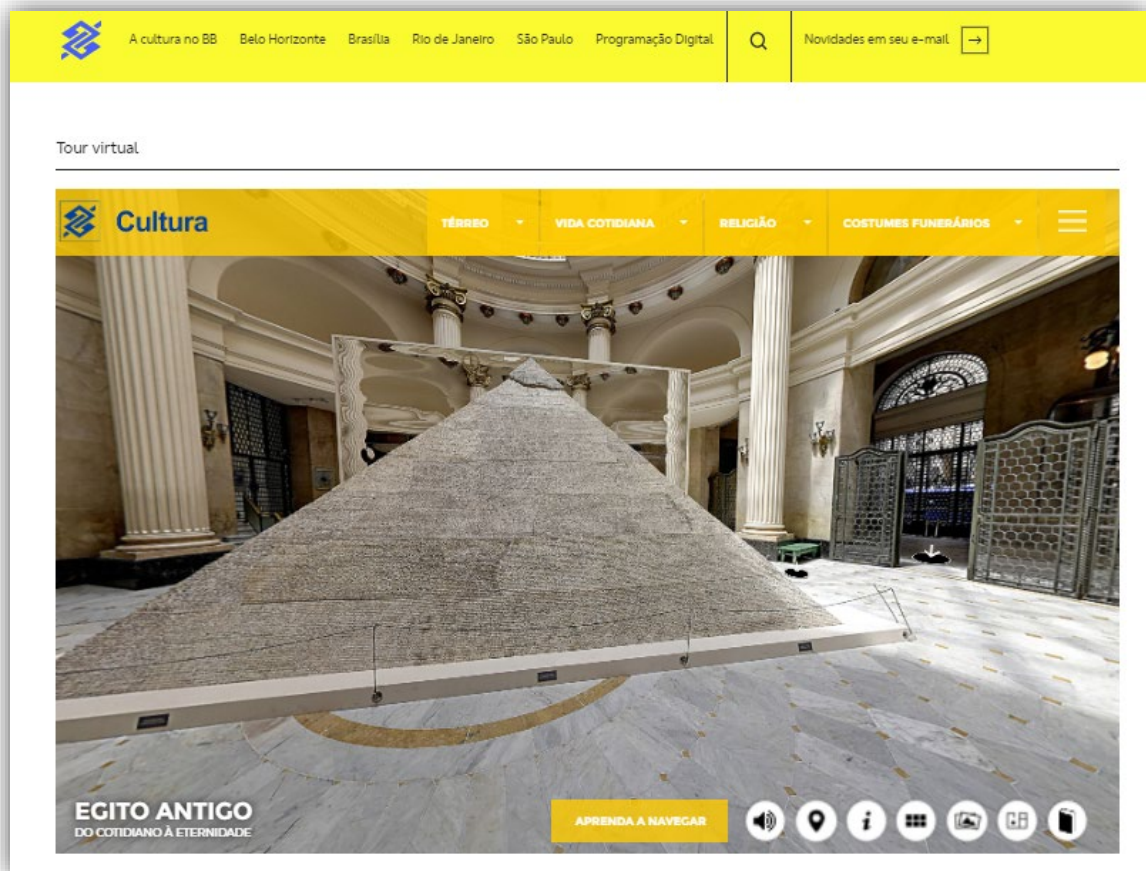 A cultura no BB Belo Horizonte Brasília Rio de Janeiro São Paulo Programação Digital Novidades em seu e-mail →
Tour virtual
Cultura TÉRREO VIDA COTIDIANA RELIGIÃO COSTUMES FUNERÁRIOS
EGITO ANTIGO
DO COTIDIANO À ETERNIDADE
APRENDA A NAVEGAR
i